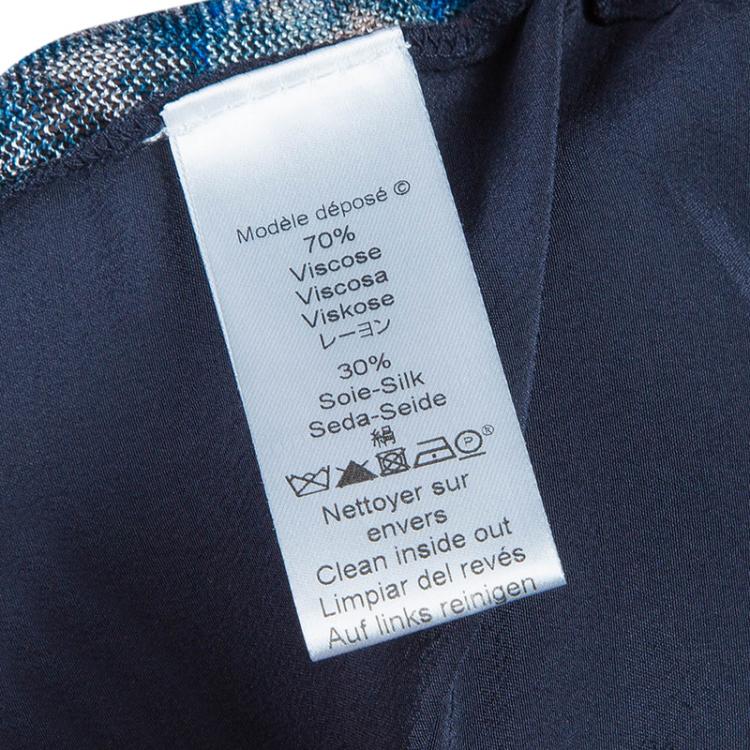 Modèle déposé ©
70%
Viscose
Viscosa
Viskose
レーヨン
30%
Soie-Silk
Seda-Seide
絹
P®
Nettoyer sur
envers
Clean inside out
Limpiar del revés
Auf links reinigen